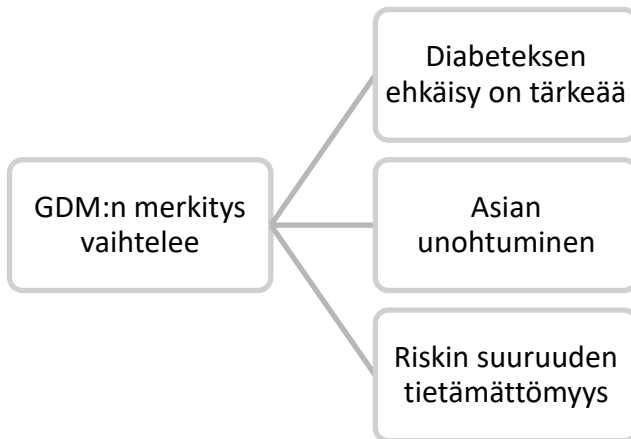 Diabeteksen
ehkäisy on tärkeää
GDM:n merkitys
vaihtelee
Asian
unohtuminen
Riskin suuruuden
tietämättömyys